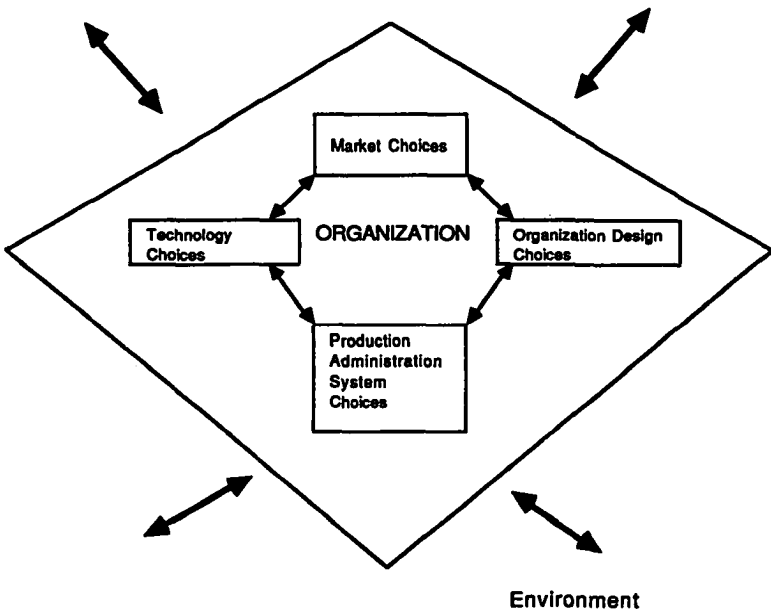 Market Choices
Technology
Choices
ORGANIZATION
Organization Design
Choices
Production
Administration
System
Choices
Environment